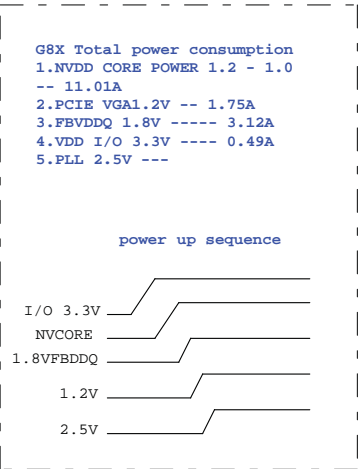 G8X Total power consumption
1.NVDD CORE POWER 1.2 - 1.0
-- 11.01A
2.PCIE VGA1.2V -- 1.75A
3.FBVDDQ 1.8V ----- 3.12A
4.VDD I/O 3.3V ---- 0.49A
5.PLL 2.5V ---
power up sequence
I/O 3.3V
NVCORE
1.8VFBDDQ
1.2V
2.5V